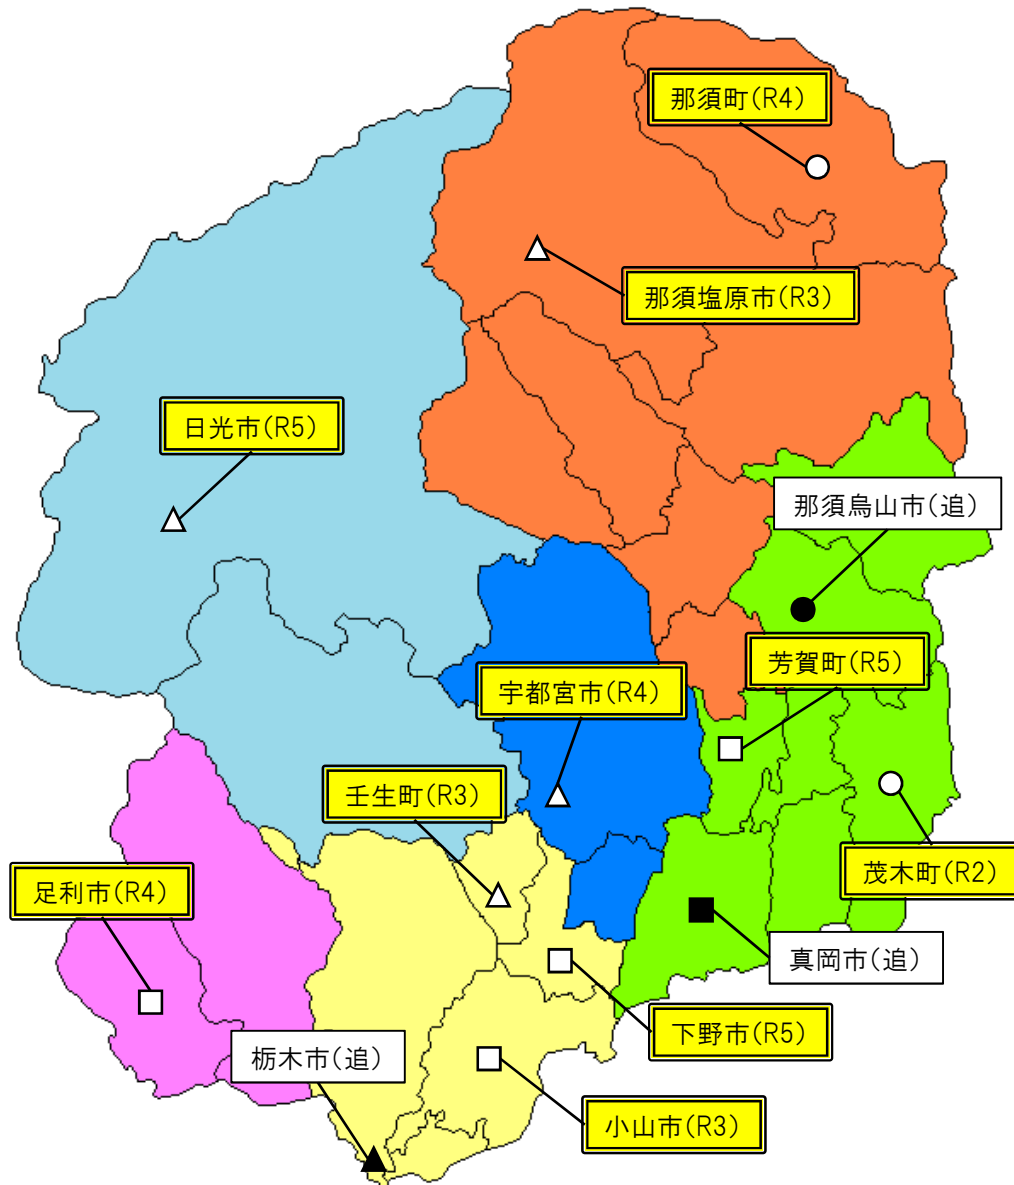 那須町(R4)
那須塩原市(R3)
日光市(R5)
那須烏山市(追)
芳賀町(R5)
宇都宮市(R4)
壬生町(R3)
足利市(R4)
茂木町(R2)
真岡市(追)
下野市(R5)
栃木市(追)
小山市(R3)